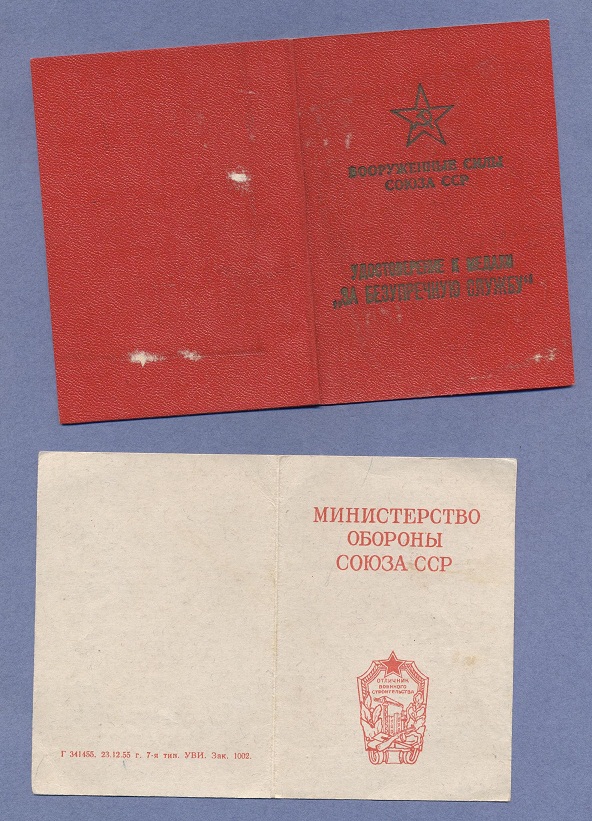 ВООРУЖЕННЫЕ СИЛЫ
СОЮЗА ССР
УДОСТОВЕРЕНИЕ К МЕДАЛИ
„ЗА БЕЗУПРЕЧНУЮ СЛУЖБУ“
МИНИСТЕРСТВО
ОБОРОНЫ
СОЮЗА ССР
ОТЛИЧНИК
ВОЕННОГО
СТРОИТЕЛЬСТВА
Г 341455. 23.12.55 г. 7-я тип. УВИ. Зак. 1002.